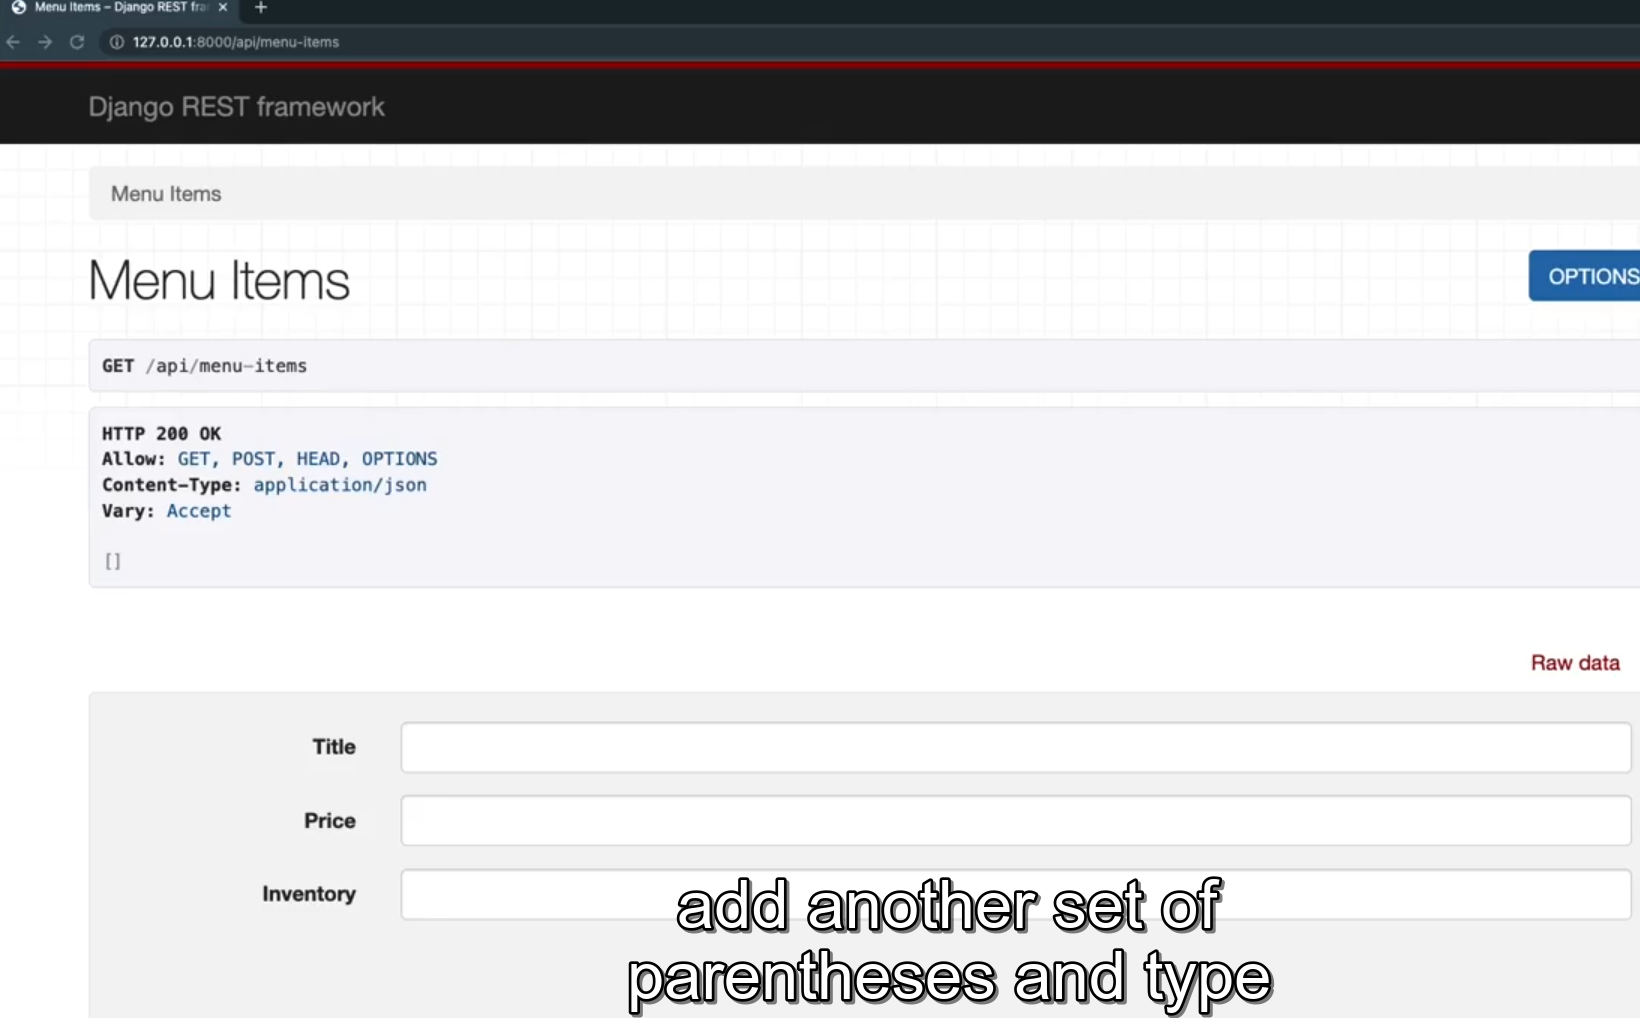 Menu Items – Django REST fra
127.0.0.1:8000/api/menu-items
Django REST framework
Menu Items
Menu Items
OPTIONS
GET /api/menu-items
HTTP 200 OK
Allow: GET, POST, HEAD, OPTIONS
Content-Type: application/json
Vary: Accept
[]
Raw data
Title
Price
Inventory
add another set of
parentheses and type